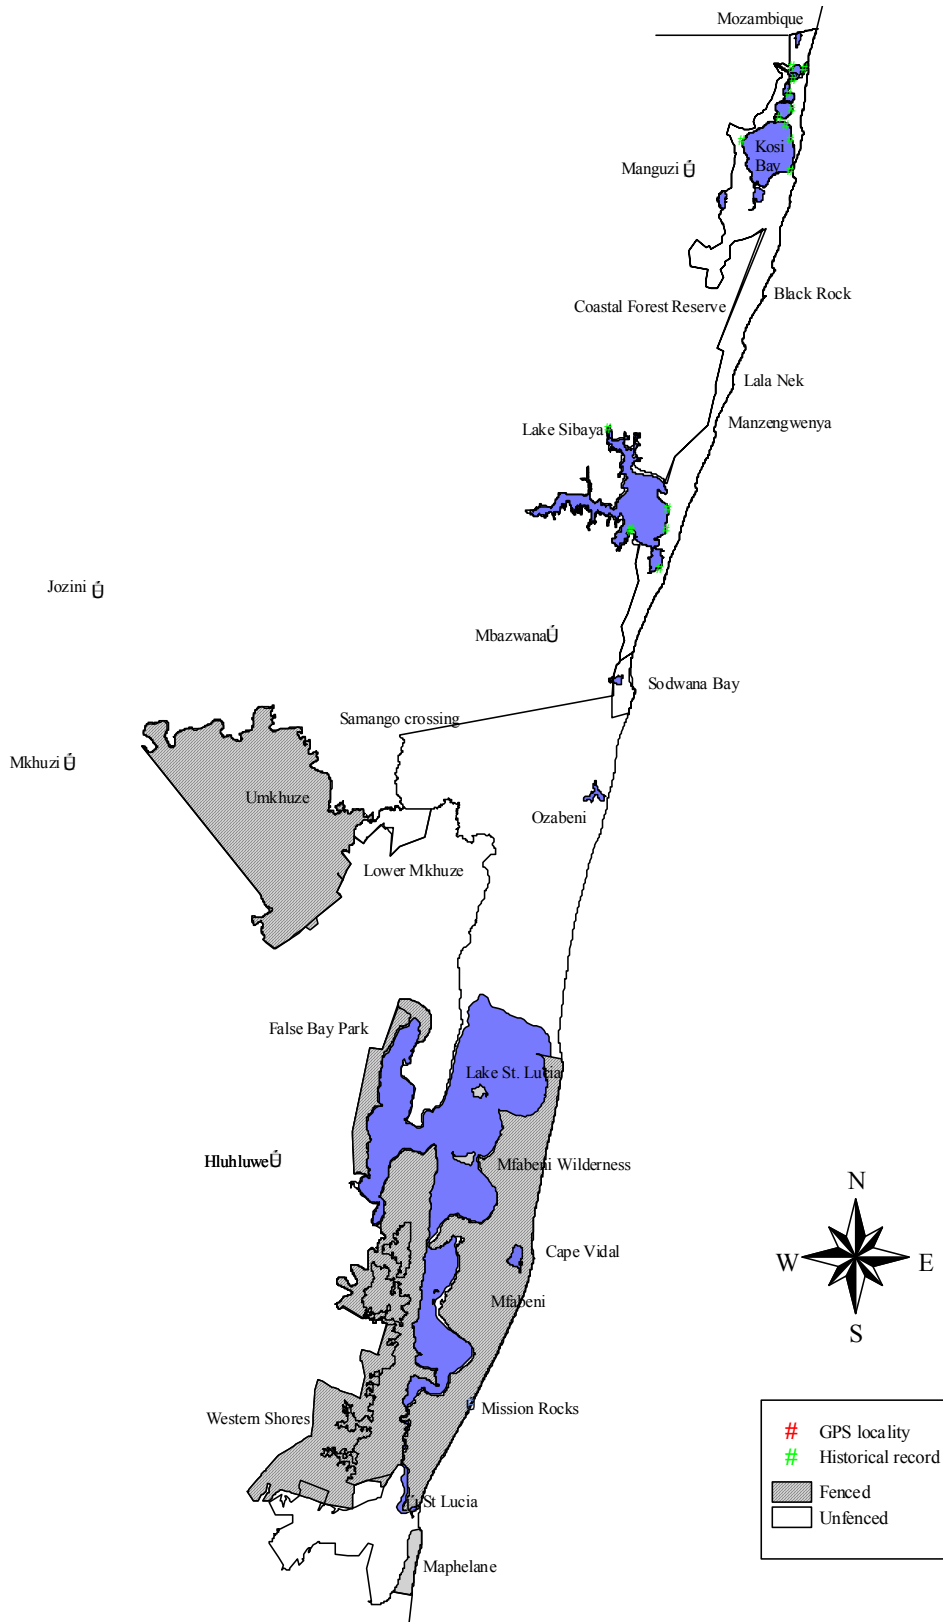 Mozambique
Kosi
Bay
Manguzi
Black Rock
Coastal Forest Reserve
Lala Nek
Manzengwenya
Lake Sibaya
Jozini
Mbazwana
Sodwana Bay
Samango crossing
Mkhuzi
Umkhuze
Ozabeni
Lower Mkhuze
False Bay Park
Lake St. Lucia
Hluhluwe
Mfabeni Wilderness
N
Cape Vidal
W
E
Mfabeni
S
Mission Rocks
Western Shores
# GPS locality
# Historical record
Fenced
St Lucia
Unfenced
Maphelane